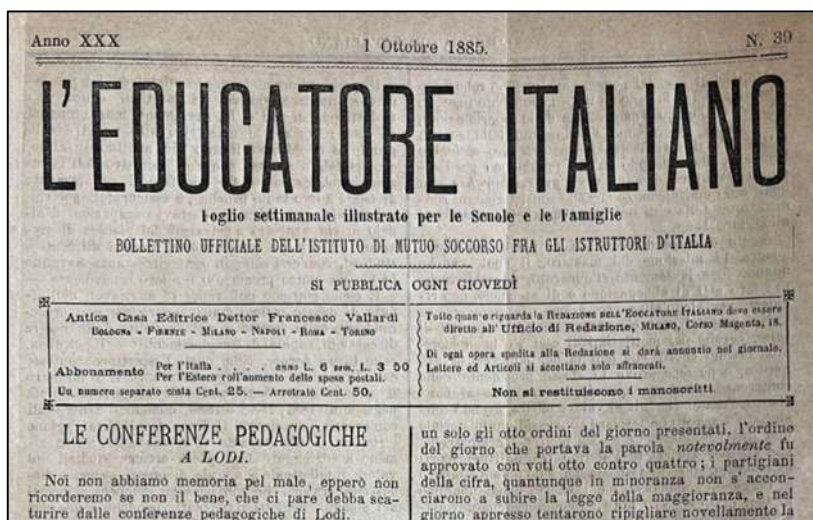 Anno XXX
1 Ottobre 1885.
N. 39
L'EDUCATORE ITALIANO
Foglio settimanale illustrato per le Scuole e le Famiglie
BOLLETTINO UFFICIALE DELL'ISTITUTO DI MUTUO SOCCORSO FRA GLI ISTRUTTORI D'ITALIA
SI PUBBLICA OGNI GIOVEDÌ
Antica Casa Editrice Dottor Francesco Vallardi
BOLOGNA - FIRENZE - MILANO - NAPOLI - ROMA - TORINO
Abbonamento Per l'Italia . . . . anno L. 6 sem. L. 3 50
Per l'Estero coll'aumento delle spese postali.
Un numero separato costa Cent. 25. — Arretrato Cent. 50.
Tutto quanto riguarda la REDAZIONE DELL'EDUCATORE ITALIANO deve essere
diretto all'Ufficio di Redazione, MILANO, Corso Magenta, 18.
Di ogni opera spedita alla Redazione si darà annunzio nel giornale.
Lettere ed Articoli si accettano solo affrancati.
Non si restituiscono i manoscritti
LE CONFERENZE PEDAGOGICHE
A LODI.
Noi non abbiamo memoria pel male, epperò non
ricorderemo se non il bene, che ci pare debba sca-
turire dalle conferenze pedagogiche di Lodi.
un solo gli otto ordini del giorno presentati, l'ordine
del giorno che portava la parola notevolmente fu
approvato con voti otto contro quattro; i partigiani
della cifra, quantunque in minoranza non s'accon-
ciarono a subire la legge della maggioranza, e nel
giorno appresso tentarono ripigliare novellamente la